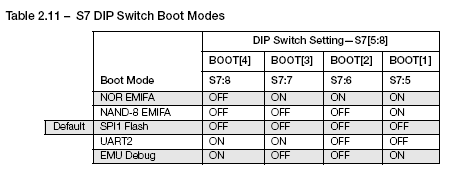 Table 2.11 – S7 DIP Switch Boot Modes
DIP Switch Setting—S7[5:8]
BOOT[4] BOOT[3] BOOT[2] BOOT[1]
Boot Mode S7:8 S7:7 S7:6 S7:5
NOR EMIFA OFF ON ON ON
NAND-8 EMIFA OFF OFF OFF ON
Default SPI1 Flash OFF OFF OFF OFF
UART2 ON ON OFF OFF
EMU Debug ON OFF OFF ON